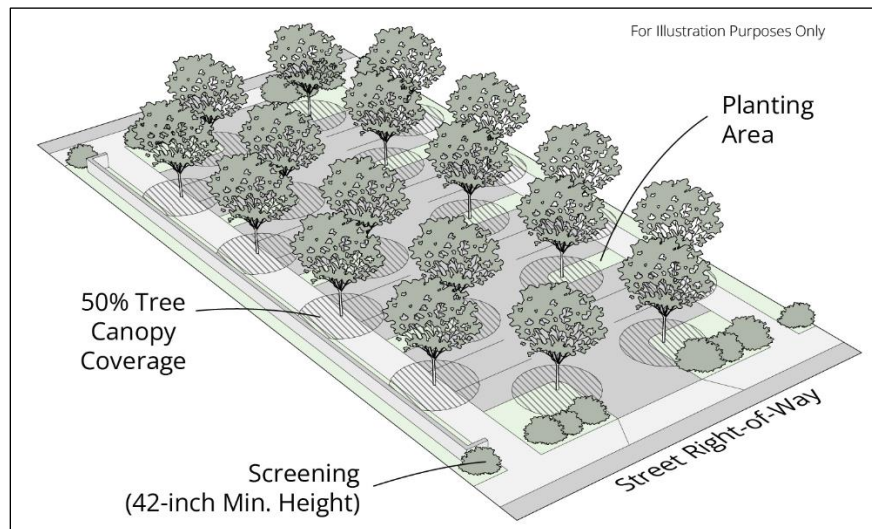 For Illustration Purposes Only
Planting
Area
50% Tree
Canopy
Coverage
Street Right-of-Way
Screening
(42-inch Min. Height)